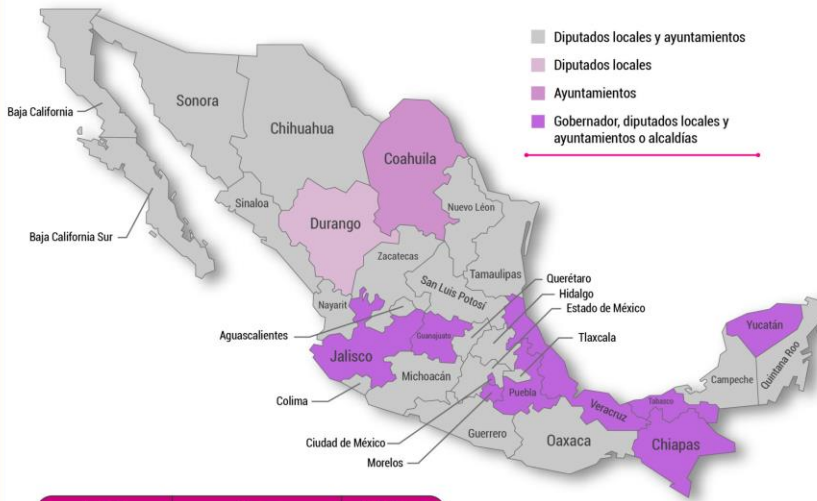 Diputados locales y ayuntamientos
Diputados locales
Ayuntamientos
Gobernador, diputados locales y
ayuntamientos o alcaldías
Baja California
Sonora
Chihuahua
Coahuila
Sinaloa
Durango
Nuevo Léon
Baja California Sur
Zacatecas
Tamaulipas
San Luis Potosí
Querétaro
Hidalgo
Estado de México
Nayarit
Aguascalientes
Guanajuato
Tlaxcala
Yucatán
Jalisco
Michoacán
Campeche
Quintana Roo
Colima
Puebla
Veracruz
Tabasco
Ciudad de México
Guerrero
Oaxaca
Chiapas
Morelos